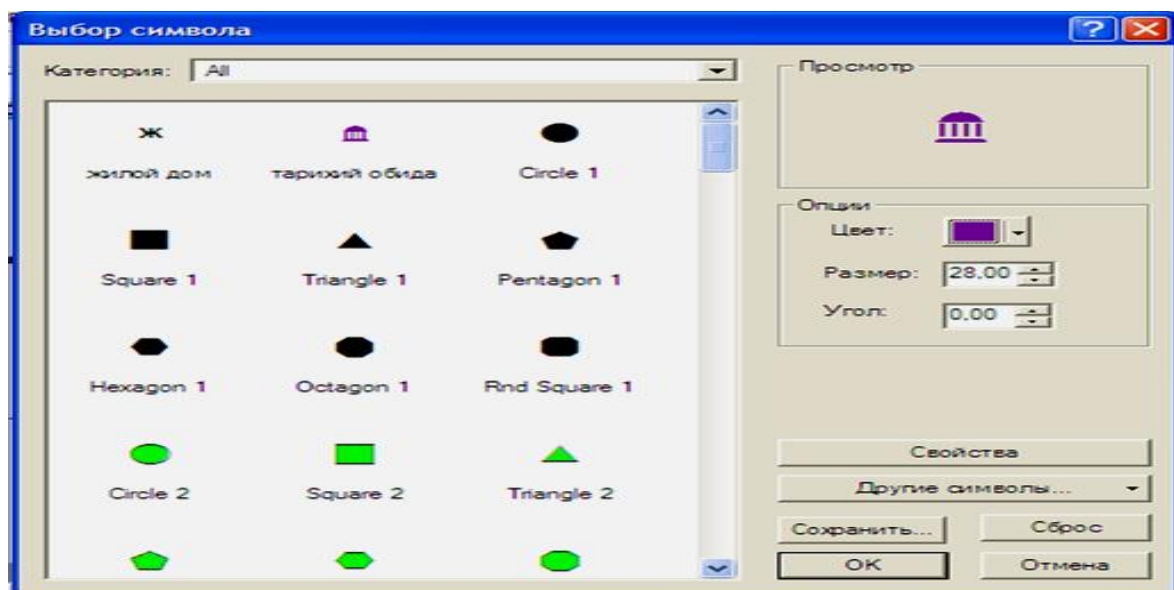 Выбор символа
Категория: All
жилой дом тарихий обида Circle 1
Square 1 Triangle 1 Pentagon 1
Hexagon 1 Octagon 1 Rnd Square 1
Circle 2 Square 2 Triangle 2
Просмотр
Опции
Цвет:
Размер: 28.00
Угол: 0.00
Свойства
Другие символы...
Сохранить... Сброс
OK Отмена